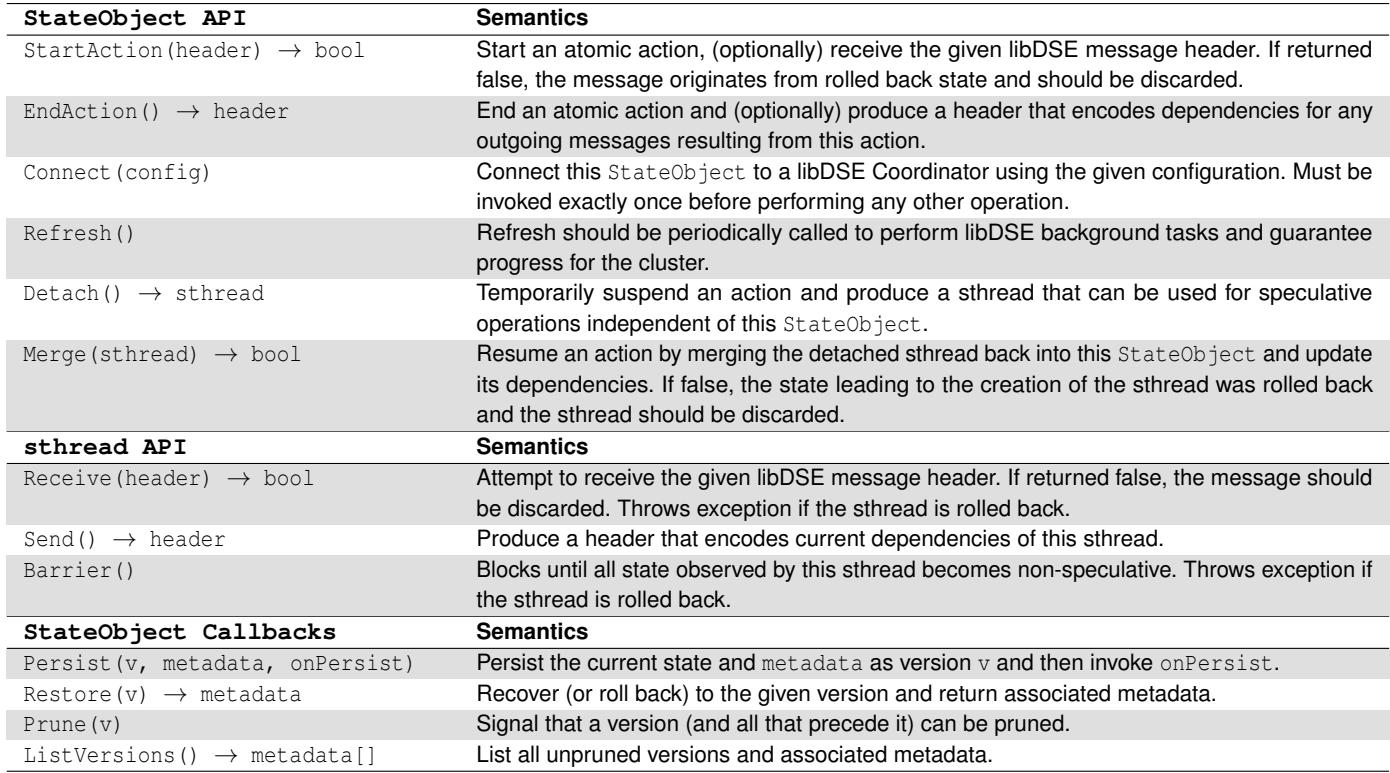 StateObject API Semantics
StartAction(header) → bool Start an atomic action, (optionally) receive the given libDSE message header. If returned
false, the message originates from rolled back state and should be discarded.
EndAction() → header End an atomic action and (optionally) produce a header that encodes dependencies for any
outgoing messages resulting from this action.
Connect(config) Connect this StateObject to a libDSE Coordinator using the given configuration. Must be
invoked exactly once before performing any other operation.
Refresh() Refresh should be periodically called to perform libDSE background tasks and guarantee
progress for the cluster.
Detach() → sthread Temporarily suspend an action and produce a sthread that can be used for speculative
operations independent of this StateObject.
Merge(sthread) → bool Resume an action by merging the detached sthread back into this StateObject and update
its dependencies. If false, the state leading to the creation of the sthread was rolled back
and the sthread should be discarded.
sthread API Semantics
Receive(header) → bool Attempt to receive the given libDSE message header. If returned false, the message should
be discarded. Throws exception if the sthread is rolled back.
Send() → header Produce a header that encodes current dependencies of this sthread.
Barrier() Blocks until all state observed by this sthread becomes non-speculative. Throws exception if
the sthread is rolled back.
StateObject Callbacks Semantics
Persist(v, metadata, onPersist) Persist the current state and metadata as version v and then invoke onPersist.
Restore(v) → metadata Recover (or roll back) to the given version and return associated metadata.
Prune(v) Signal that a version (and all that precede it) can be pruned.
ListVersions() → metadata[] List all unpruned versions and associated metadata.